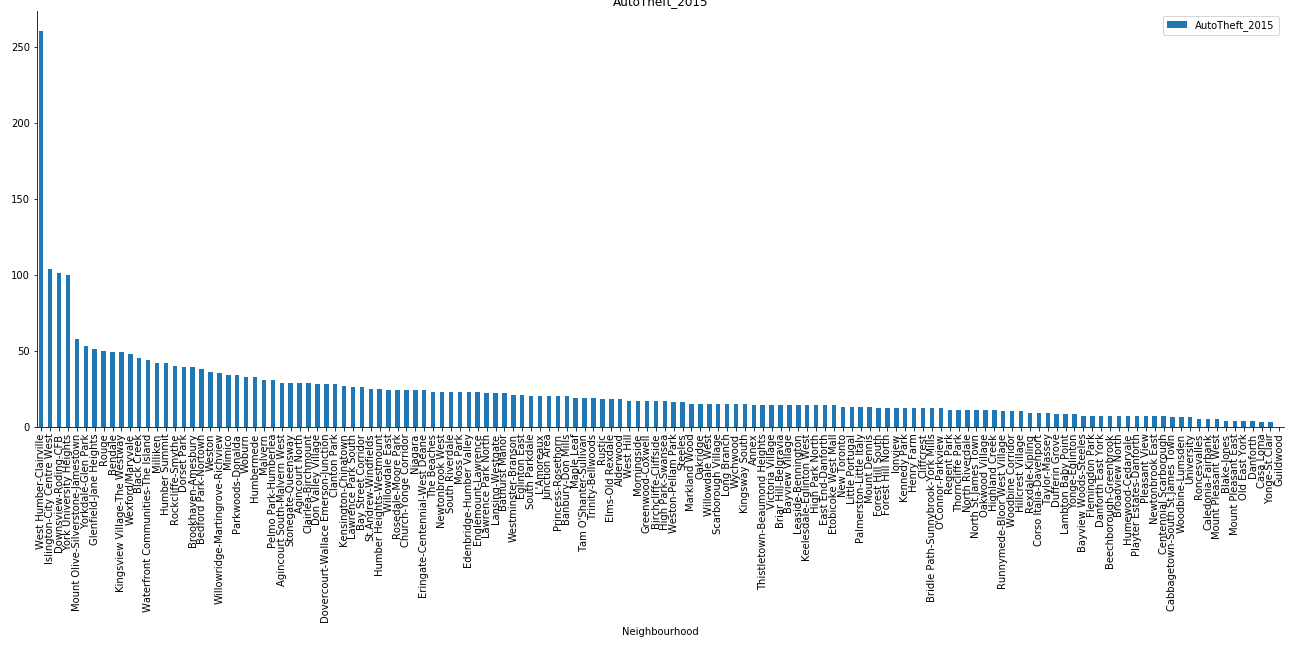 AutoTheft_2015
AutoTheft_2015
250
200
150
100
50
0
West Humber-Clairville
Islington-City Centre West
Downsview-Roding-CFB
York University Heights
Mount Olive-Silverstone-Jamestown
Yorkdale-Glen Park
Glenfield-Jane Heights
Rouge
Bendale
Kingsview Village-The Westway
Wexford/Maryvale
Black Creek
Waterfront Communities-The Island
Milliken
Humber Summit
Rockcliffe-Smythe
Dorset Park
Brookhaven-Amesbury
Bedford Park-Nortown
Weston
Willowridge-Martingrove-Richview
Mimico
Parkwoods-Donalda
Woburn
Humbermede
Malvern
Pelmo Park-Humberlea
Agincourt South-Malvern West
Stonegate-Queensway
Agincourt North
Clairlea-Birchmount
Don Valley Village
Dovercourt-Wallace Emerson-Junction
Clanton Park
Kensington-Chinatown
Lawrence Park South
Bay Street Corridor
St.Andrew-Windfields
Humber Heights-Westmount
Willowdale East
Rosedale-Moore Park
Church-Yonge Corridor
Niagara
Eringate-Centennial-West Deane
The Beaches
Newtonbrook West
South Riverdale
Moss Park
Edenbridge-Humber Valley
Englemount-Lawrence
Lawrence Park North
Lansing-Westgate
Bathurst Manor
Westminster-Branson
Eglinton East
South Parkdale
L'Amoreaux
Junction Area
Princess-Rosethorn
Banbury-Don Mills
Maple Leaf
Tam O'Shanter-Sullivan
Trinity-Bellwoods
Rustic
Elms-Old Rexdale
Alderwood
West Hill
Morningside
Greenwood-Coxwell
Birchcliffe-Cliffside
High Park-Swansea
Weston-Pellam Park
Steeles
Markland Wood
Oakridge
Willowdale West
Scarborough Village
Long Branch
Wychwood
Kingsway South
Annex
Thistletown-Beaumond Heights
Victoria Village
Briar Hill-Belgravia
Bayview Village
Leaside-Bennington
Keelesdale-Eglinton West
High Park North
East End-Danforth
Etobicoke West Mall
New Toronto
Little Portugal
Palmerston-Little Italy
Mount Dennis
Forest Hill South
Forest Hill North
Ionview
Kennedy Park
Henry Farm
Cliffcrest
Bridle Path-Sunnybrook-York Mills
O'Connor-Parkview
Regent Park
Thorncliffe Park
North Riverdale
North St.James Town
Oakwood Village
Highland Creek
Runnymede-Bloor West Village
Woodbine Corridor
Hillcrest Village
Rexdale-Kipling
Corso Italia-Davenport
Taylor-Massey
Dufferin Grove
Lambton Baby Point
Yonge-Eglinton
Bayview Woods-Steeles
Flemingdon Park
Danforth East York
Beechborough-Greenbrook
Broadview North
Humewood-Cedarvale
Playter Estates-Danforth
Pleasant View
Newtonbrook East
Centennial Scarborough
Cabbagetown-South St.James Town
Woodbine-Lumsden
University
Roncesvalles
Caledonia-Fairbank
Mount Pleasant West
Blake-Jones
Mount Pleasant East
Old East York
Danforth
Casa Loma
Yonge-St.Clair
Guildwood
Neighbourhood